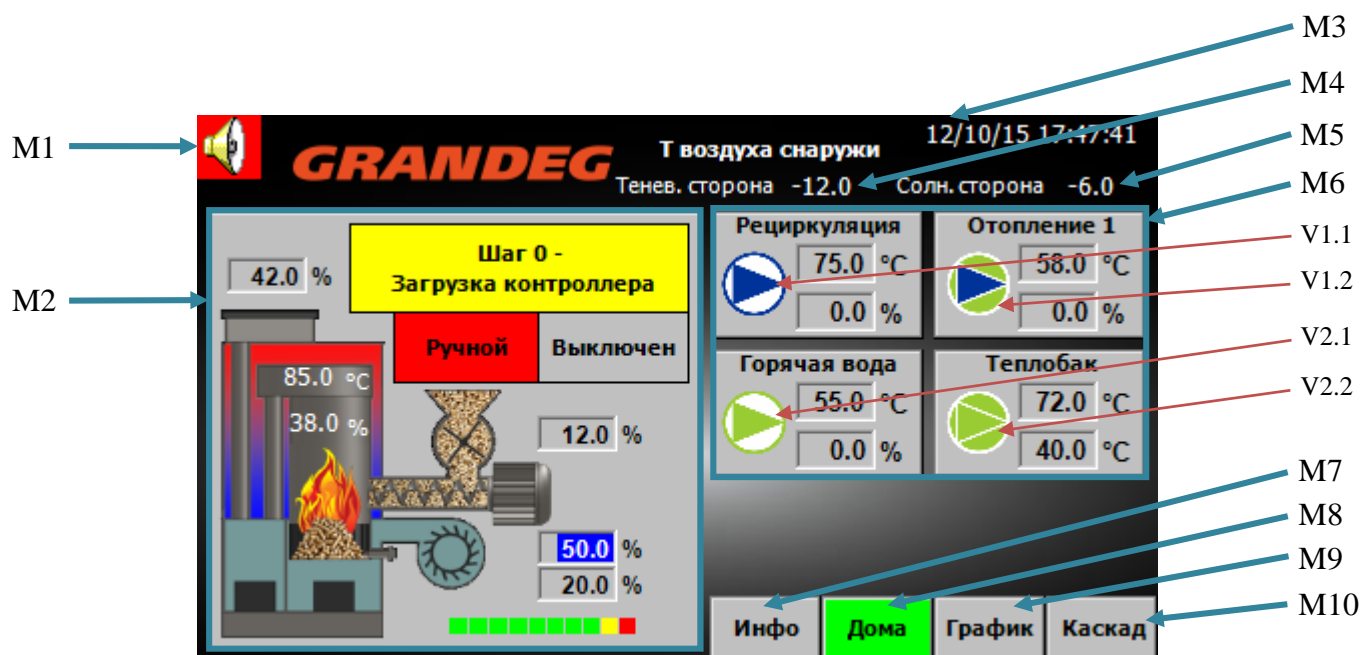 M3
M4
M1
12/10/15 17:47:41
M5
GRANDEG
Т воздуха снаружи
Тенев. сторона -12.0 Солн. сторона -6.0
M6
Рециркуляция
Отопление 1
V1.1
Шаг 0 -
Загрузка контроллера
42.0 %
75.0 °C
58.0 °C
V1.2
M2
0.0 %
0.0 %
Ручной
Выключен
V2.1
Горячая вода
Теплобак
85.0 °C
55.0 °C
72.0 °C
V2.2
38.0 %
12.0 %
0.0 %
40.0 °C
M7
M8
50.0 %
M9
20.0 %
M10
Инфо
Дома
График
Каскад